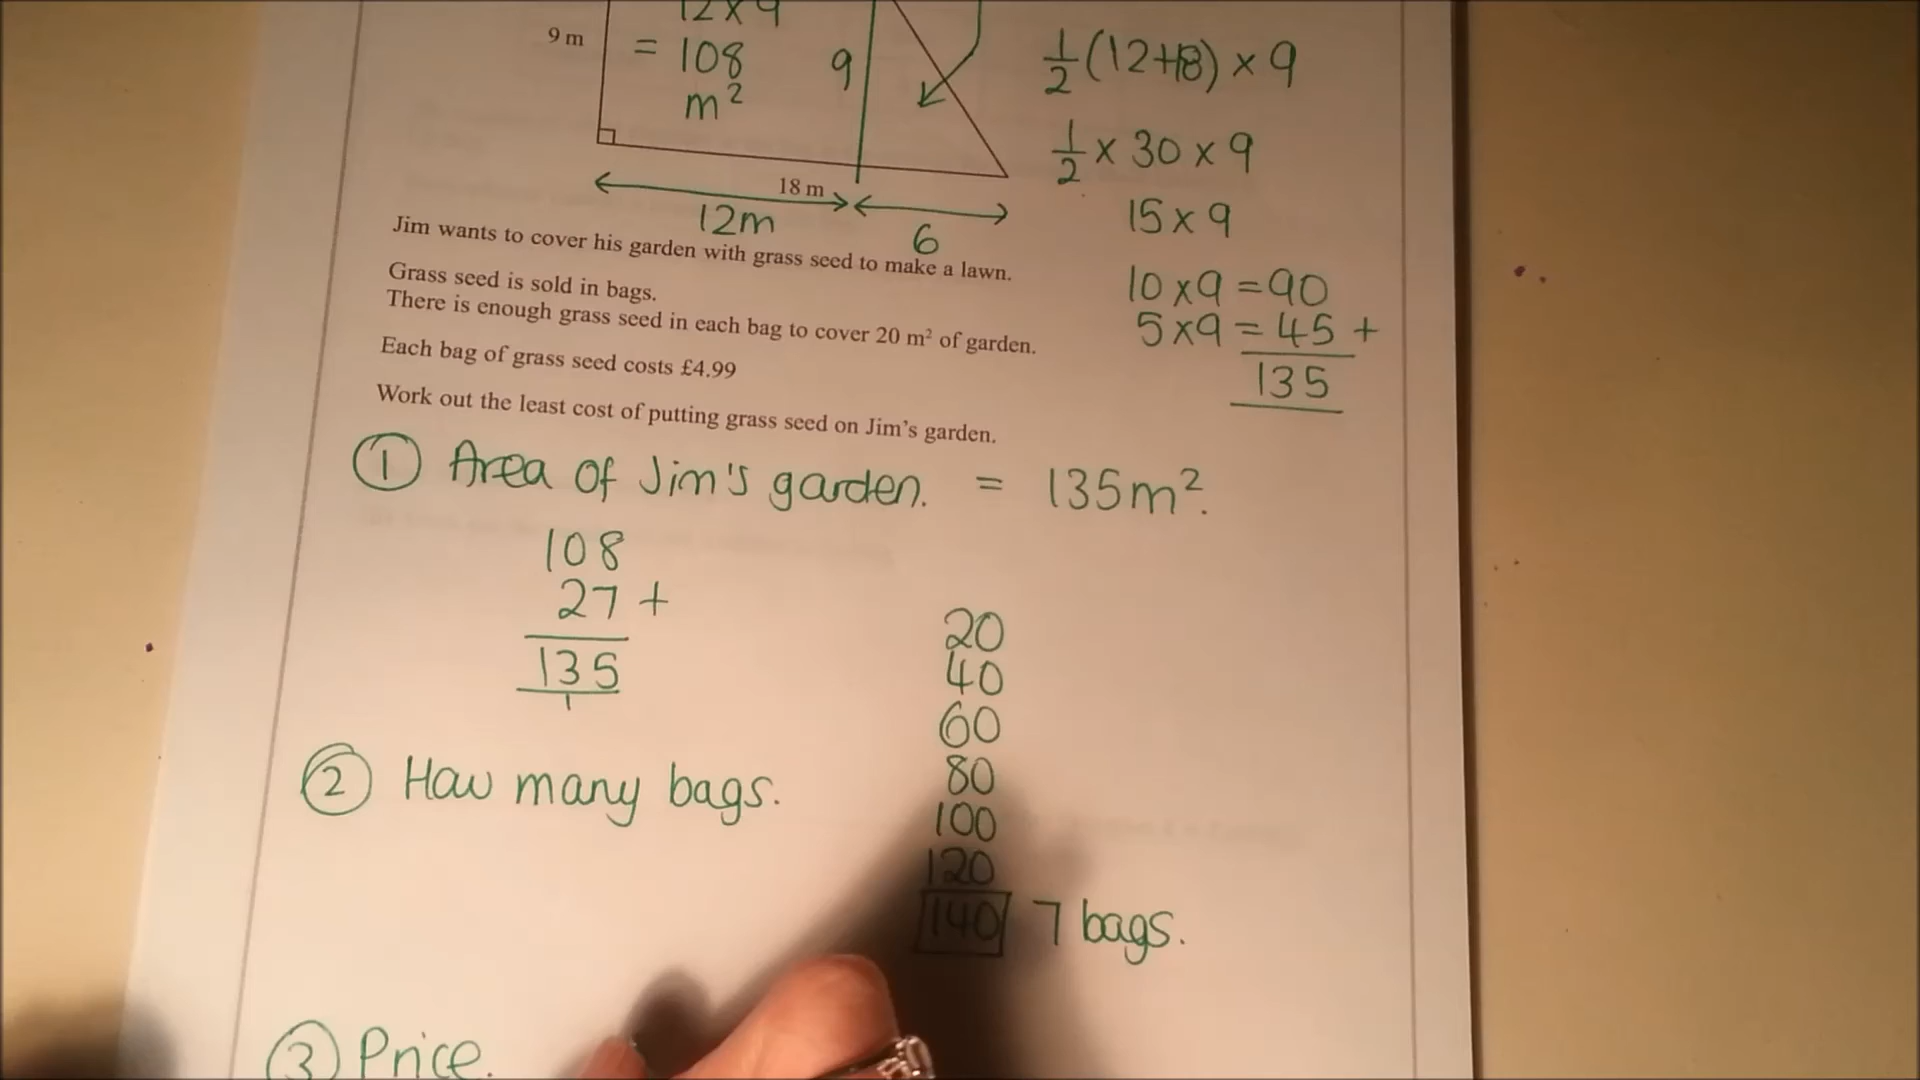 12 x 9
9 m
= 108
m²
9
18 m
12m
6
½(12+18) x 9
½ x 30 x 9
15 x 9
10 x 9 = 90
5 x 9 = 45 +
135
Jim wants to cover his garden with grass seed to make a lawn.
Grass seed is sold in bags.
There is enough grass seed in each bag to cover 20 m² of garden.
Each bag of grass seed costs £4.99
Work out the least cost of putting grass seed on Jim's garden.
① Area of Jim's garden. = 135m².
108
27 +
135
1
② How many bags.
20
40
60
80
100
120
140 7 bags.
③ Price.